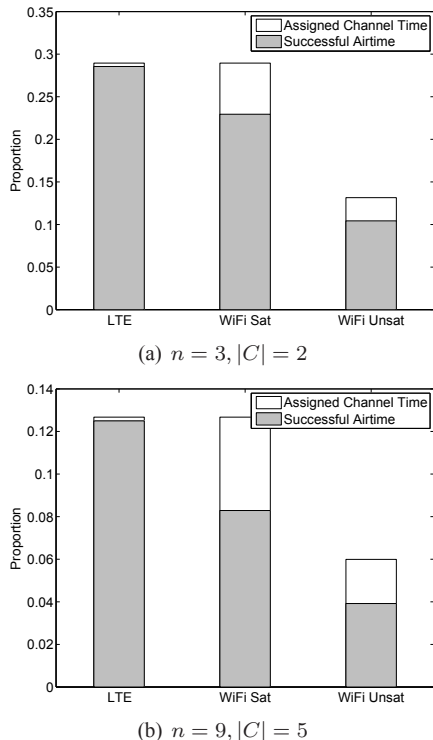 0.35
0.3
0.25
0.2
0.15
0.1
0.05
0
Proportion
Assigned Channel Time
Successful Airtime
LTE WiFi Sat WiFi Unsat
(a) n = 3, |C| = 2
0.14
0.12
0.1
0.08
0.06
0.04
0.02
0
Proportion
Assigned Channel Time
Successful Airtime
LTE WiFi Sat WiFi Unsat
(b) n = 9, |C| = 5